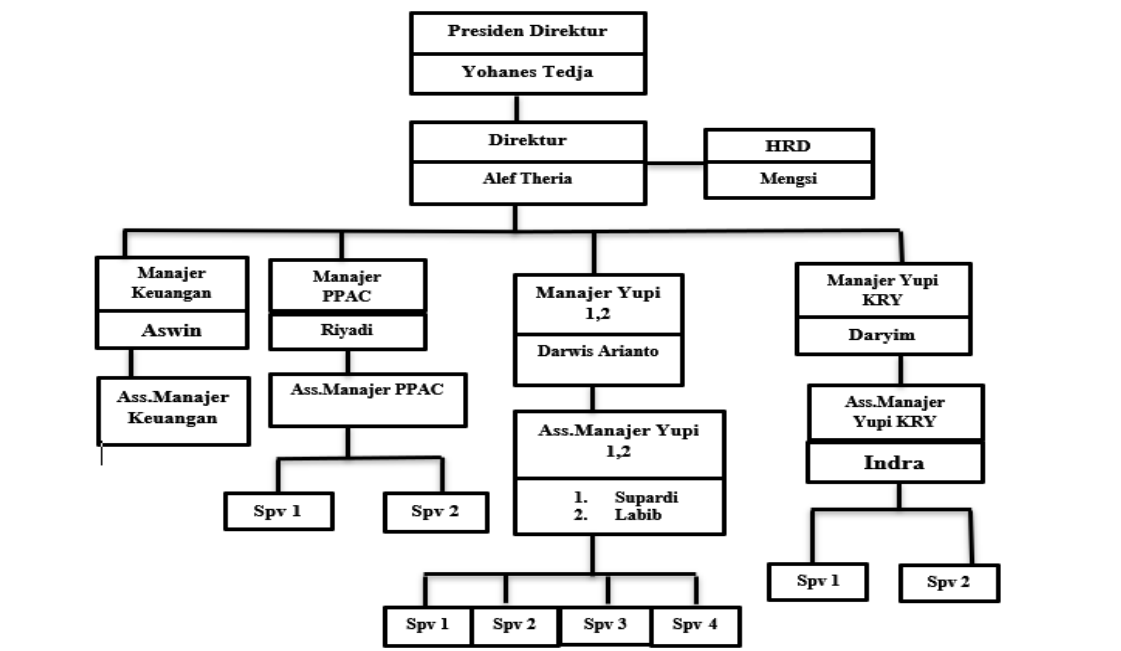 Presiden Direktur
Yohanes Tedja
Direktur
Alef Theria
HRD
Mengsi
Manajer
Keuangan
Aswin
Ass.Manajer
Keuangan
Manajer
PPAC
Riyadi
Ass.Manajer PPAC
Spv 1
Spv 2
Manajer Yupi
1,2
Darwis Arianto
Ass.Manajer Yupi
1,2
1. Supardi
2. Labib
Spv 1
Spv 2
Spv 3
Spv 4
Manajer Yupi
KRY
Daryim
Ass.Manajer
Yupi KRY
Indra
Spv 1
Spv 2